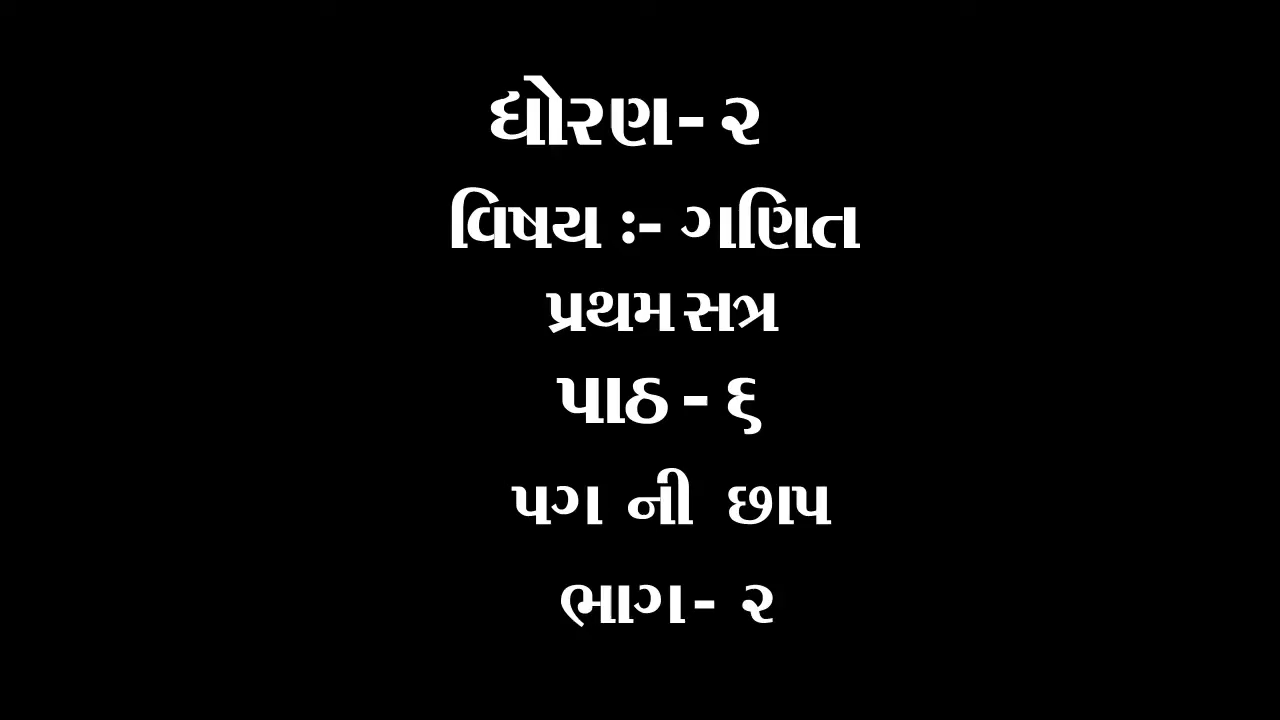 ધોરણ- ૨
વિષય ઃ- ગણિત
પ્રથમ સત્ર
પાઠ - ૬
પગ ની છાપ
ભાગ- ૨